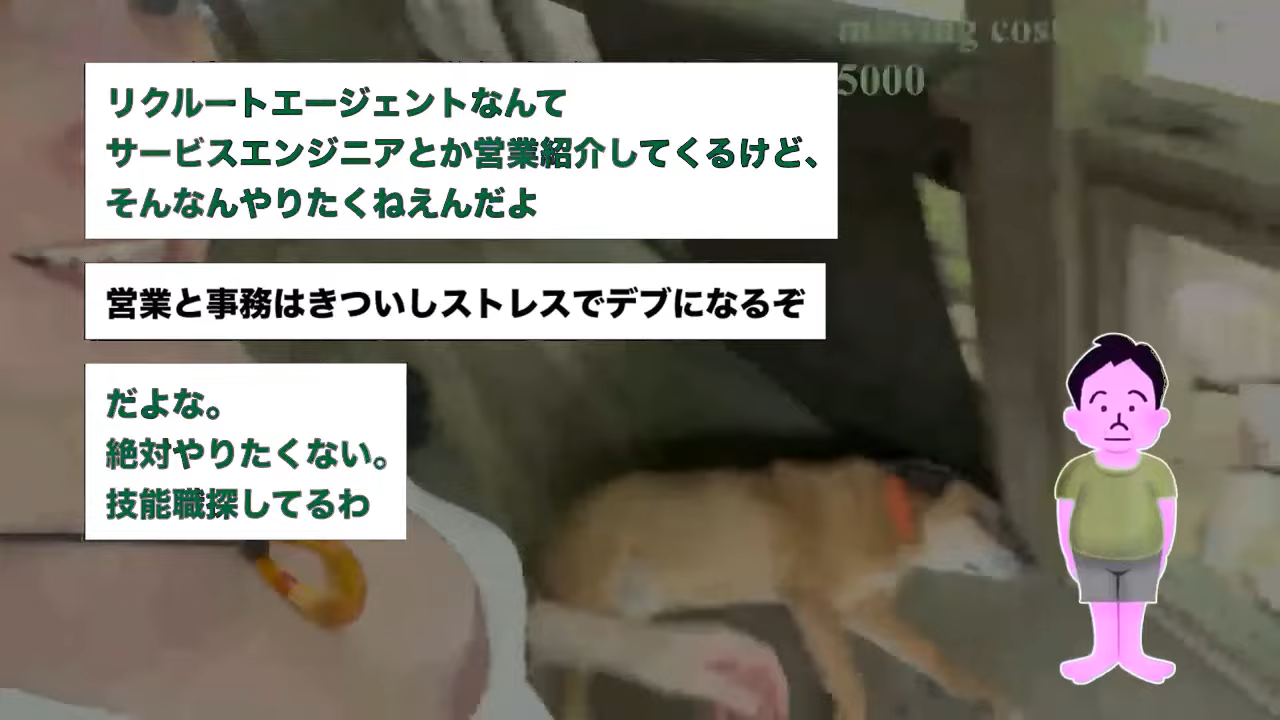 moving cost
5000
リクルートエージェントなんて
サービスエンジニアとか営業紹介してくるけど、
そんなんやりたくねえんだよ
営業と事務はきついしストレスでデブになるぞ
だよな。
絶対やりたくない。
技能職探してるわ